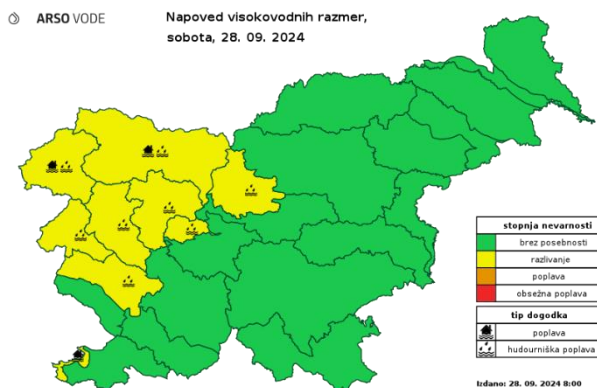 ARSO VODE
Napoved visokovodnih razmer,
sobota, 28. 09. 2024
stopnja nevarnosti
brez posebnosti
razlivanje
poplava
obsežna poplava
tip dogodka
poplava
hudourniška poplava
Izdano: 28. 09. 2024 8:00